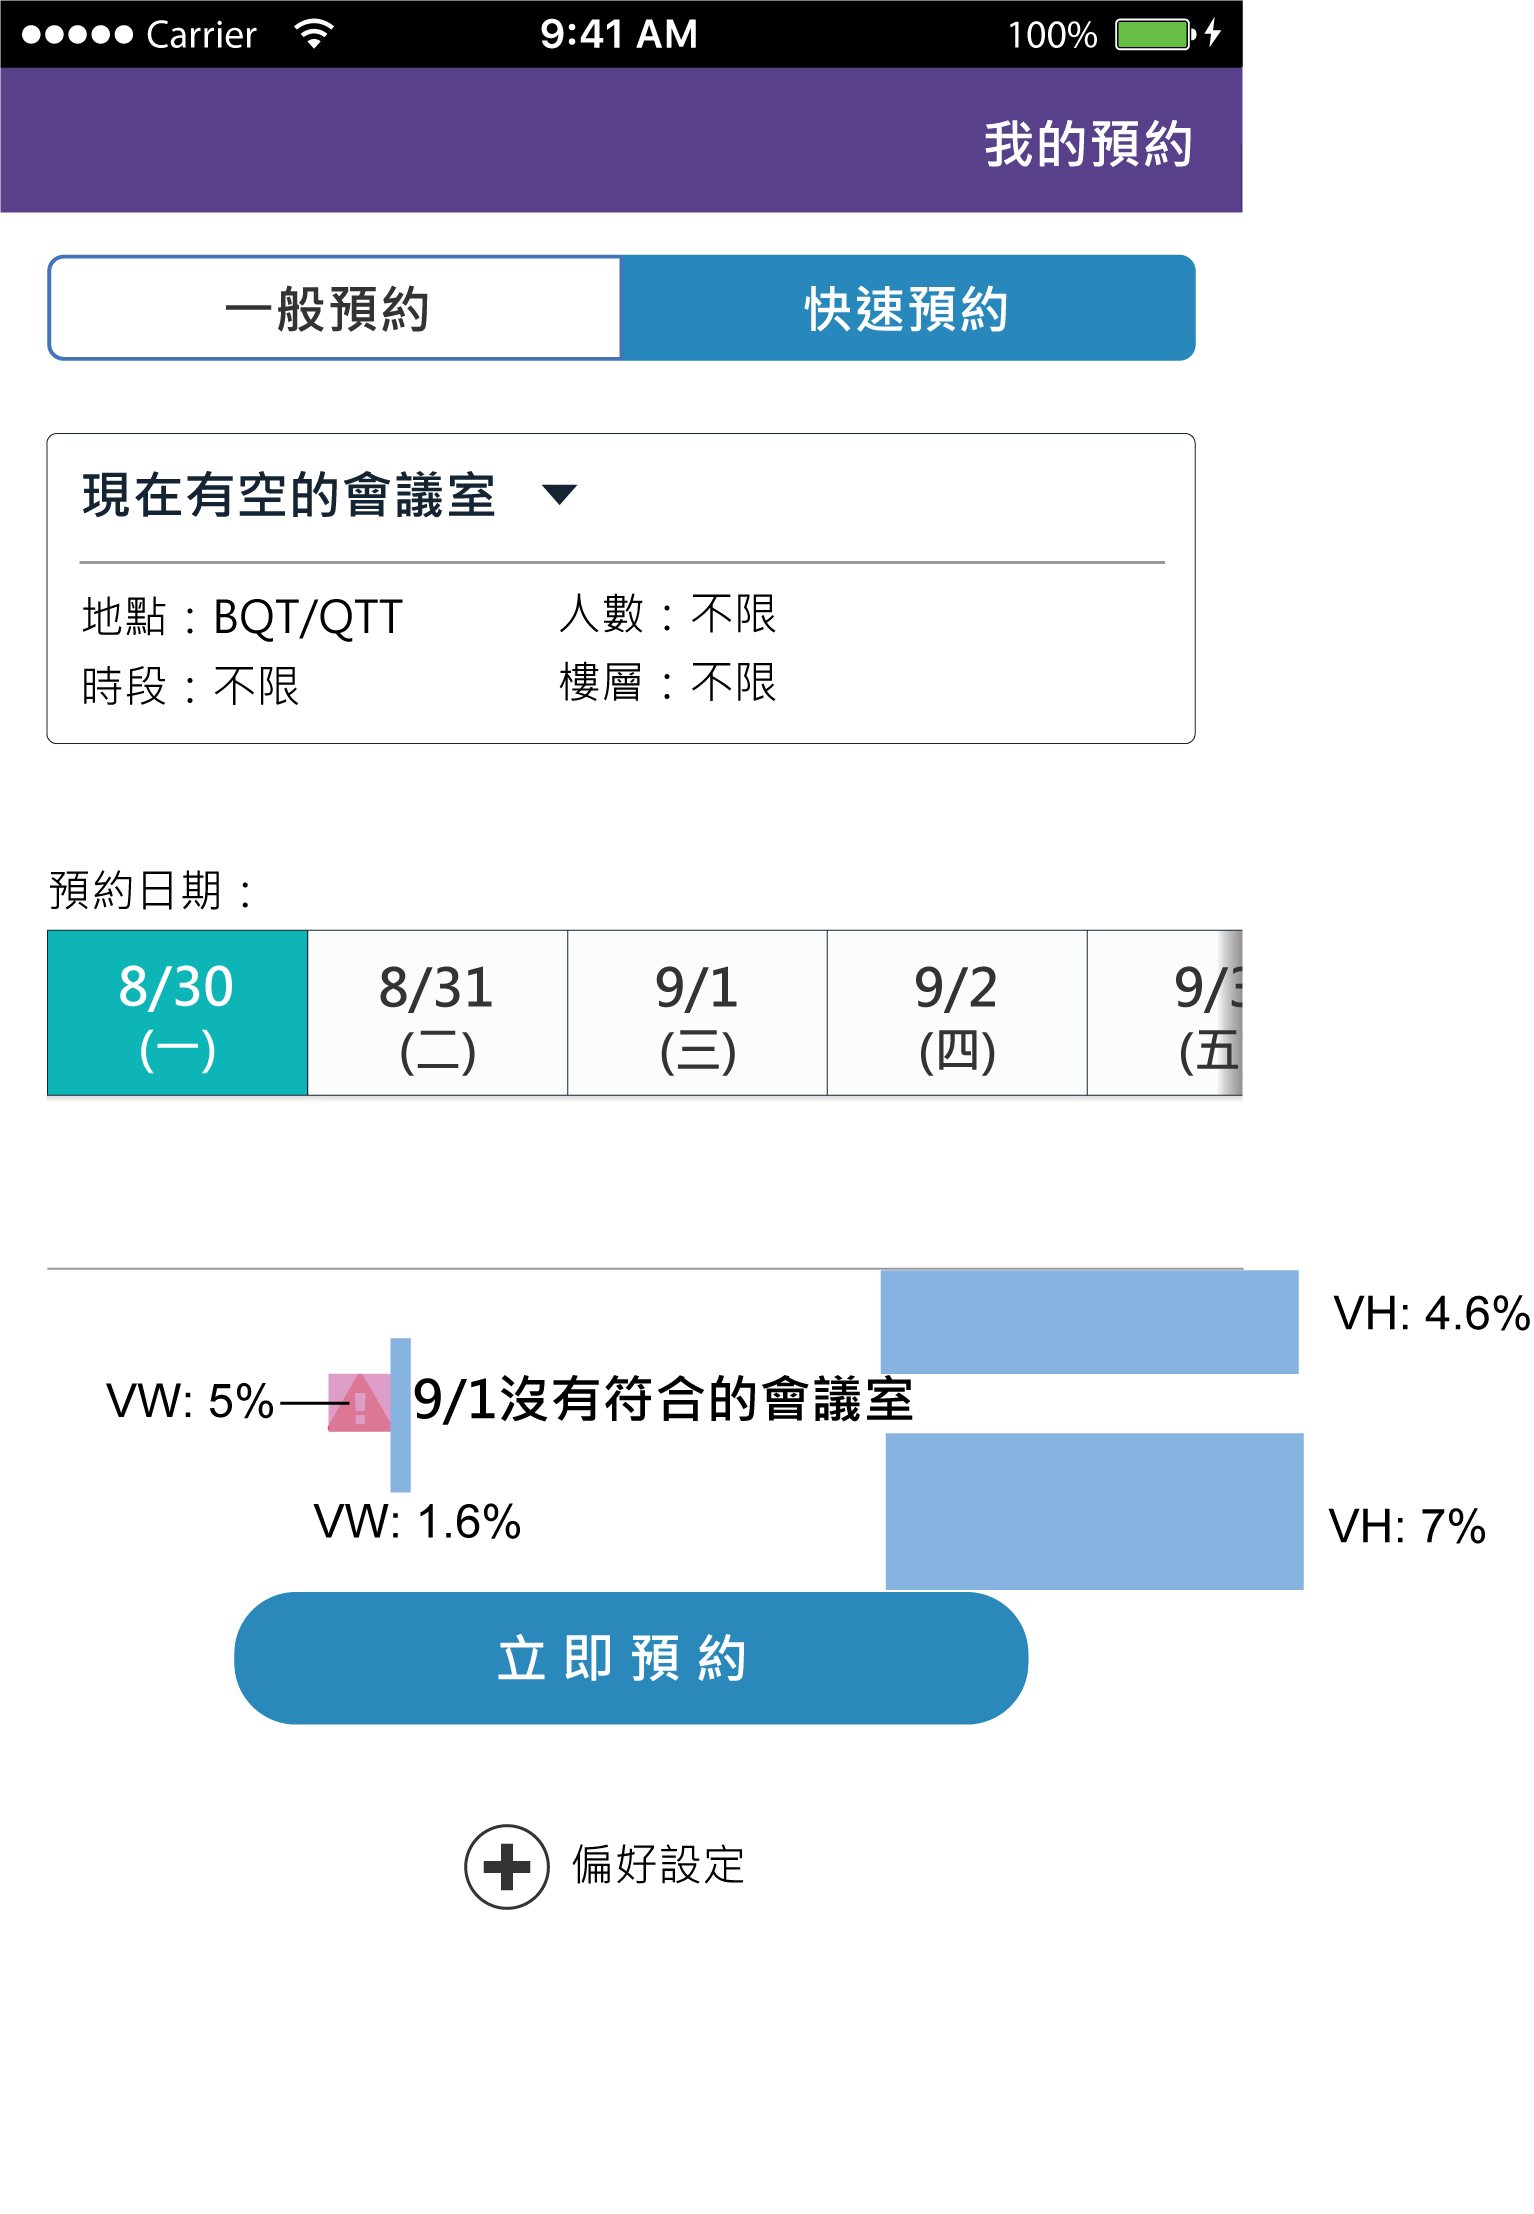 Carrier 9:41 AM 100%
我的預約
一般預約 快速預約
現在有空的會議室
地點：BQT/QTT 人數：不限
時段：不限 樓層：不限
預約日期：
8/30 8/31 9/1 9/2 9/3
(一) (二) (三) (四) (五
VH: 4.6%
VW: 5% 9/1沒有符合的會議室
VW: 1.6% VH: 7%
立即預約
偏好設定